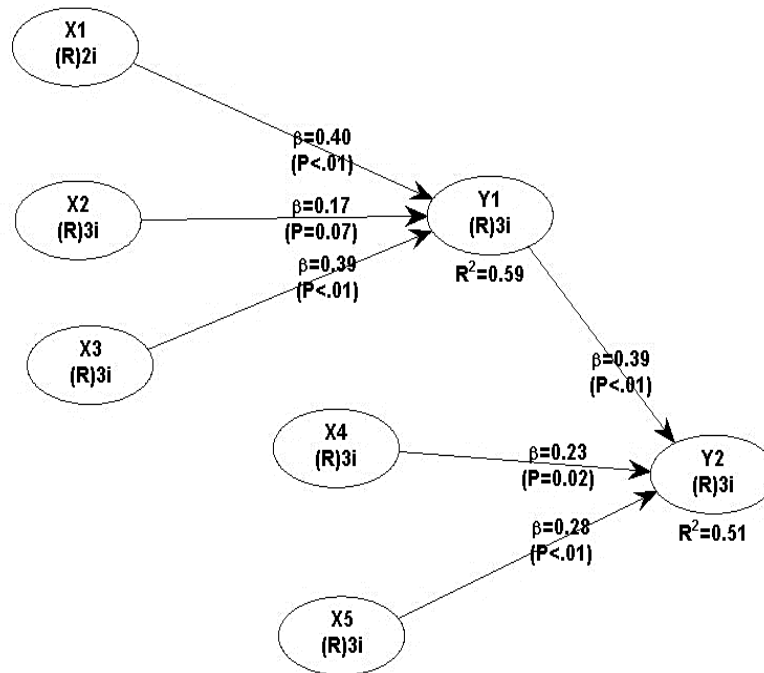 X1
(R)2i
β=0.40
(P<.01)
X2
(R)3i
β=0.17
(P=0.07)
Y1
(R)3i
R²=0.59
β=0.39
(P<.01)
X3
(R)3i
β=0.39
(P<.01)
X4
(R)3i
β=0.23
(P=0.02)
Y2
(R)3i
R²=0.51
β=0.28
(P<.01)
X5
(R)3i